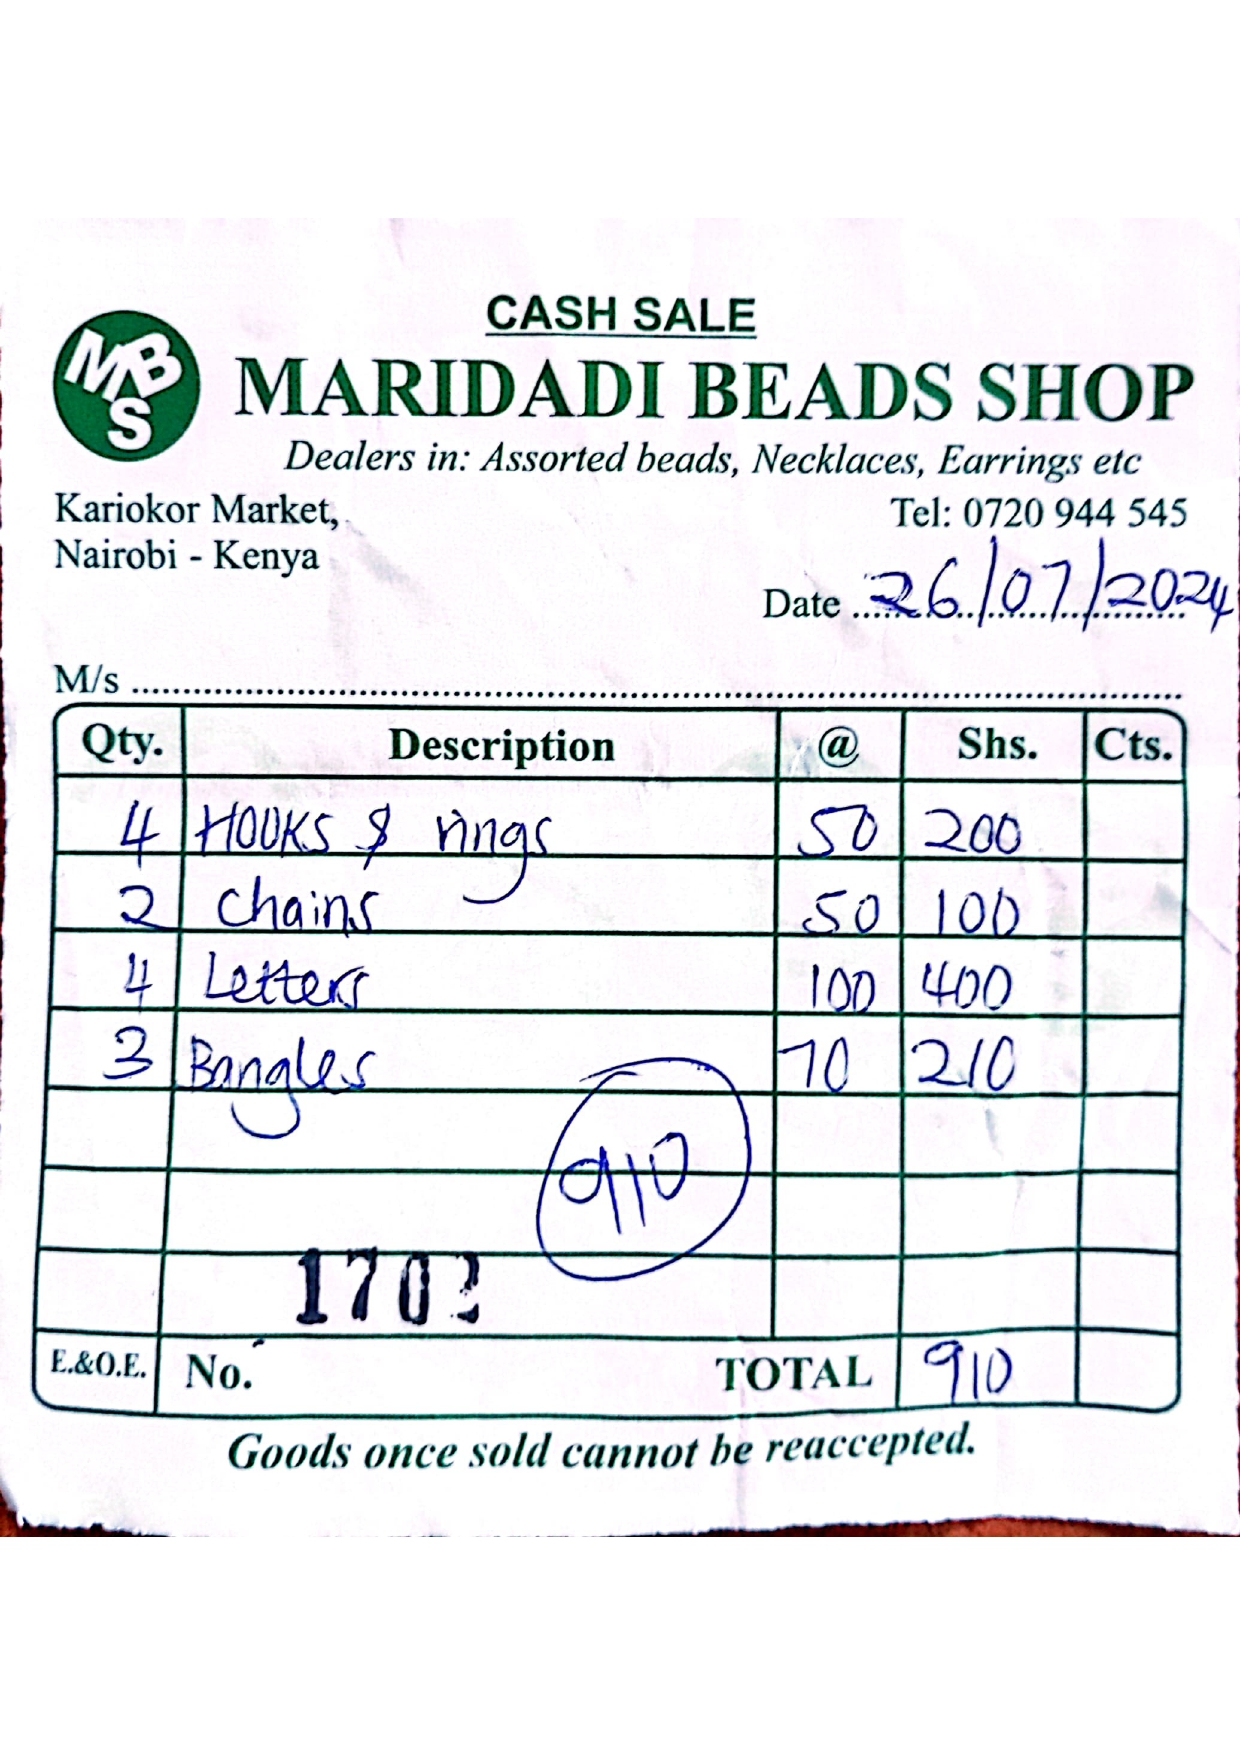 CASH SALE
MBS
MARIDADI BEADS SHOP
Dealers in: Assorted beads, Necklaces, Earrings etc
Kariokor Market, Tel: 0720 944 545
Nairobi - Kenya
Date 26/07/2024
M/s
Qty. Description @ Shs. Cts.
4 HOOKS & rings 50 200
2 chains 50 100
4 Letters 100 400
3 Bangles 70 210
910
1702
E.&O.E. No. TOTAL 910
Goods once sold cannot be reaccepted.